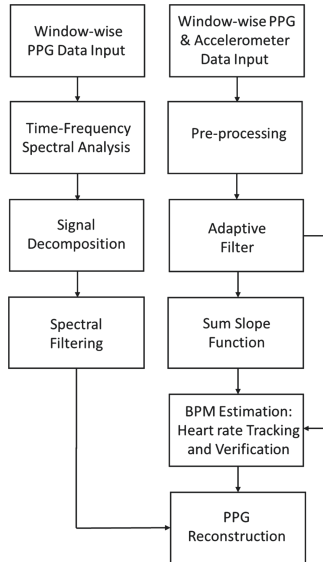 Window-wise
PPG Data Input
Time-Frequency
Spectral Analysis
Signal
Decomposition
Spectral
Filtering
Window-wise PPG
& Accelerometer
Data Input
Pre-processing
Adaptive
Filter
Sum Slope
Function
BPM Estimation:
Heart rate Tracking
and Verification
PPG
Reconstruction